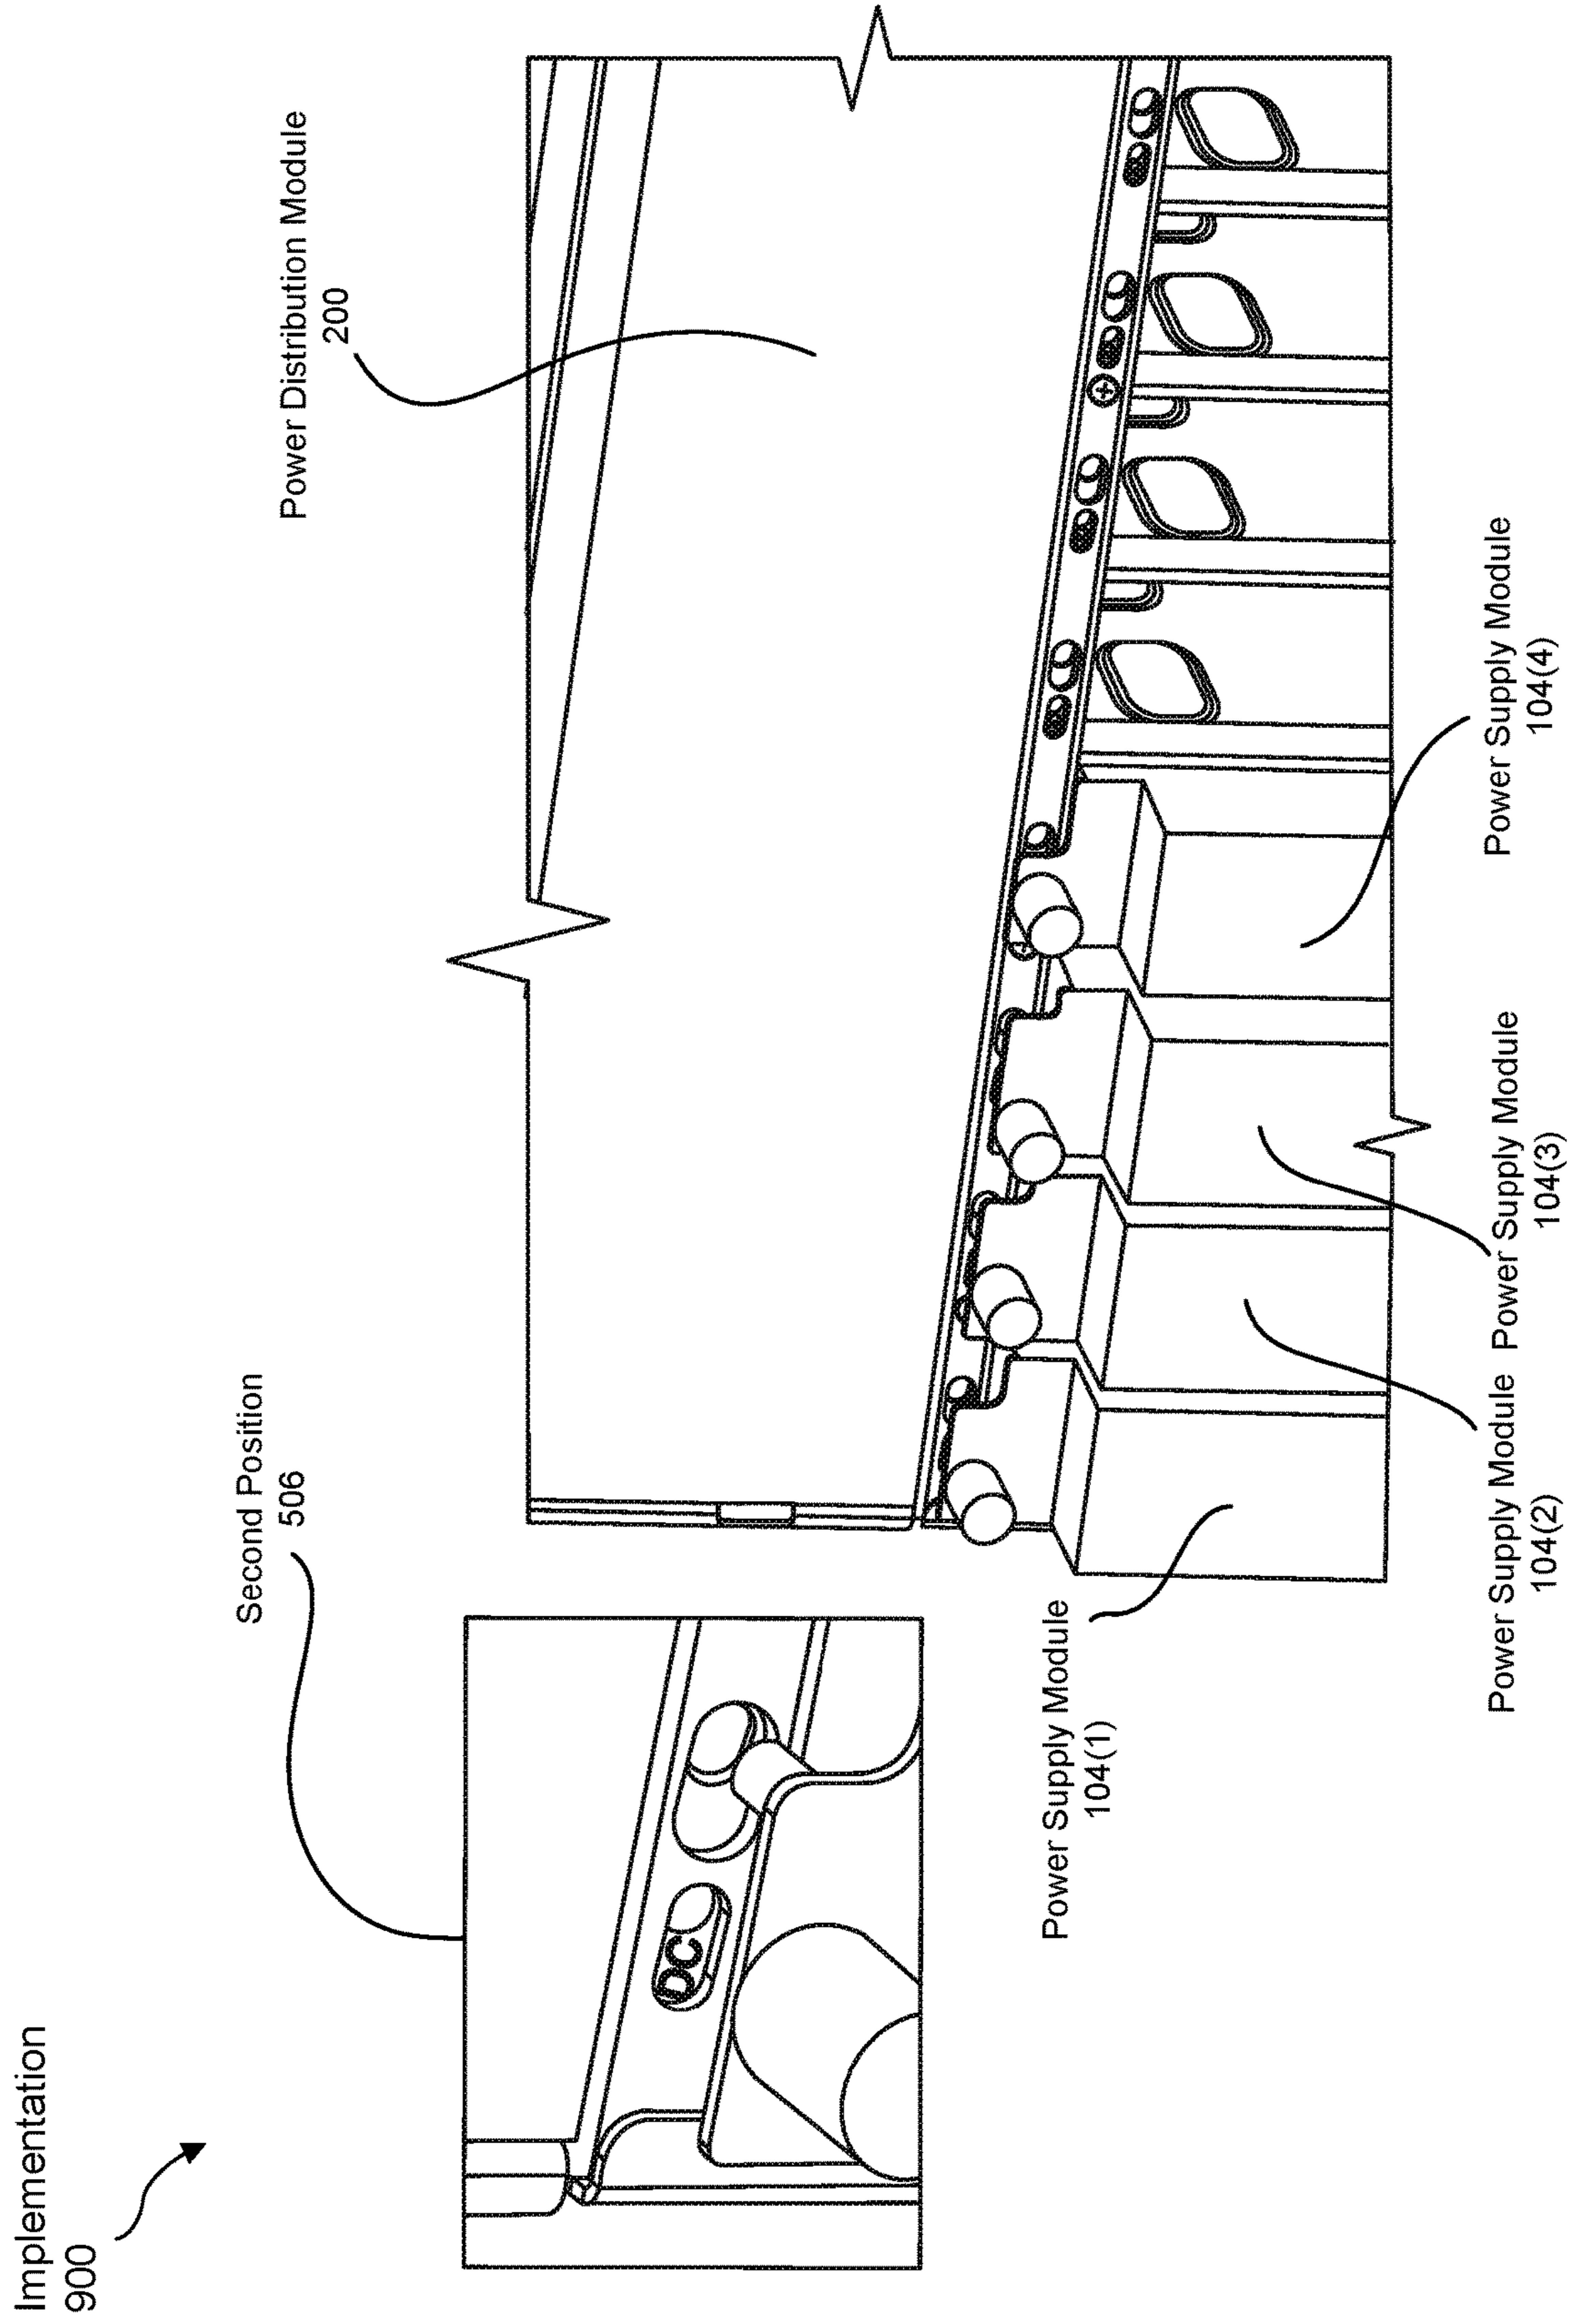 Implementation
900
Second Position
506
DC
Power Distribution Module
200
Power Supply Module
104(1)
Power Supply Module
104(2)
Power Supply Module
104(3)
Power Supply Module
104(4)